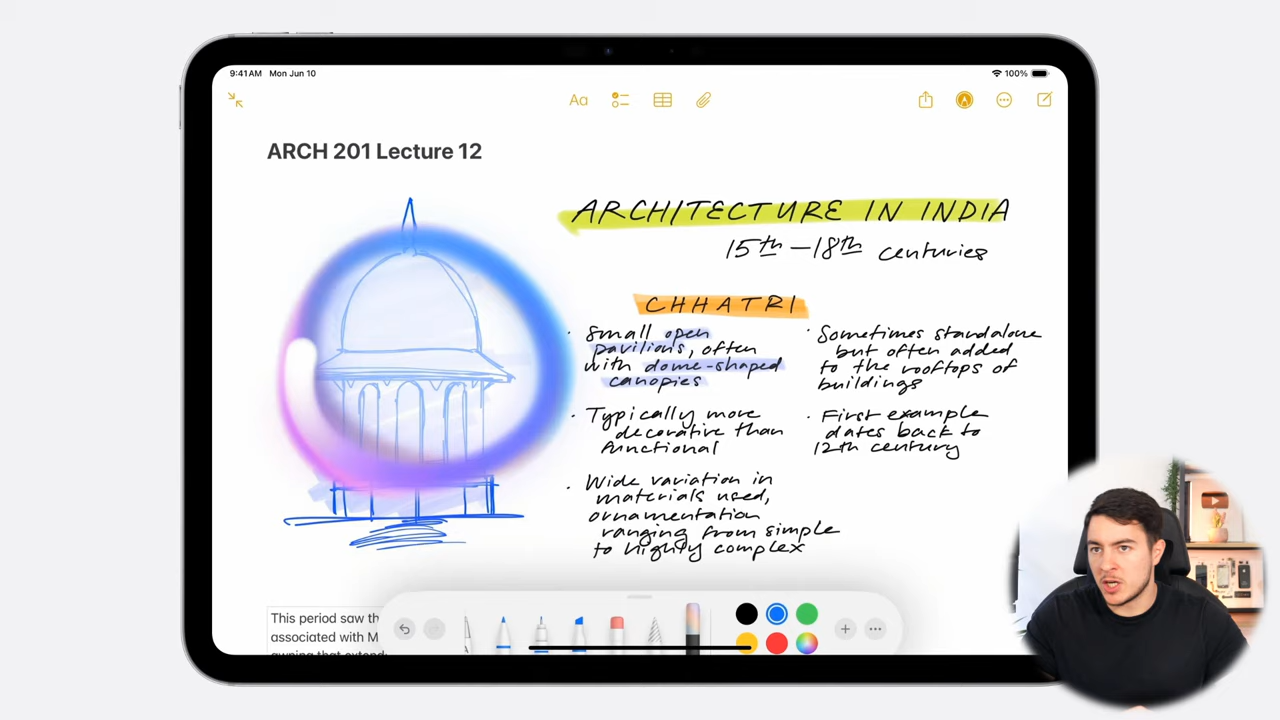 9:41 AM Mon Jun 10
100%
Aa
ARCH 201 Lecture 12
ARCHITECTURE IN INDIA
15th – 18th centuries
CHHATRI
· Small open
pavilions, often
with dome-shaped
canopies
· Typically more
decorative than
functional
· Wide variation in
materials used,
ornamentation
ranging from simple
to highly complex
· Sometimes standalone
but often added
to the rooftops of
buildings
· First example
dates back to
12th century
This period saw
associated with
awning that